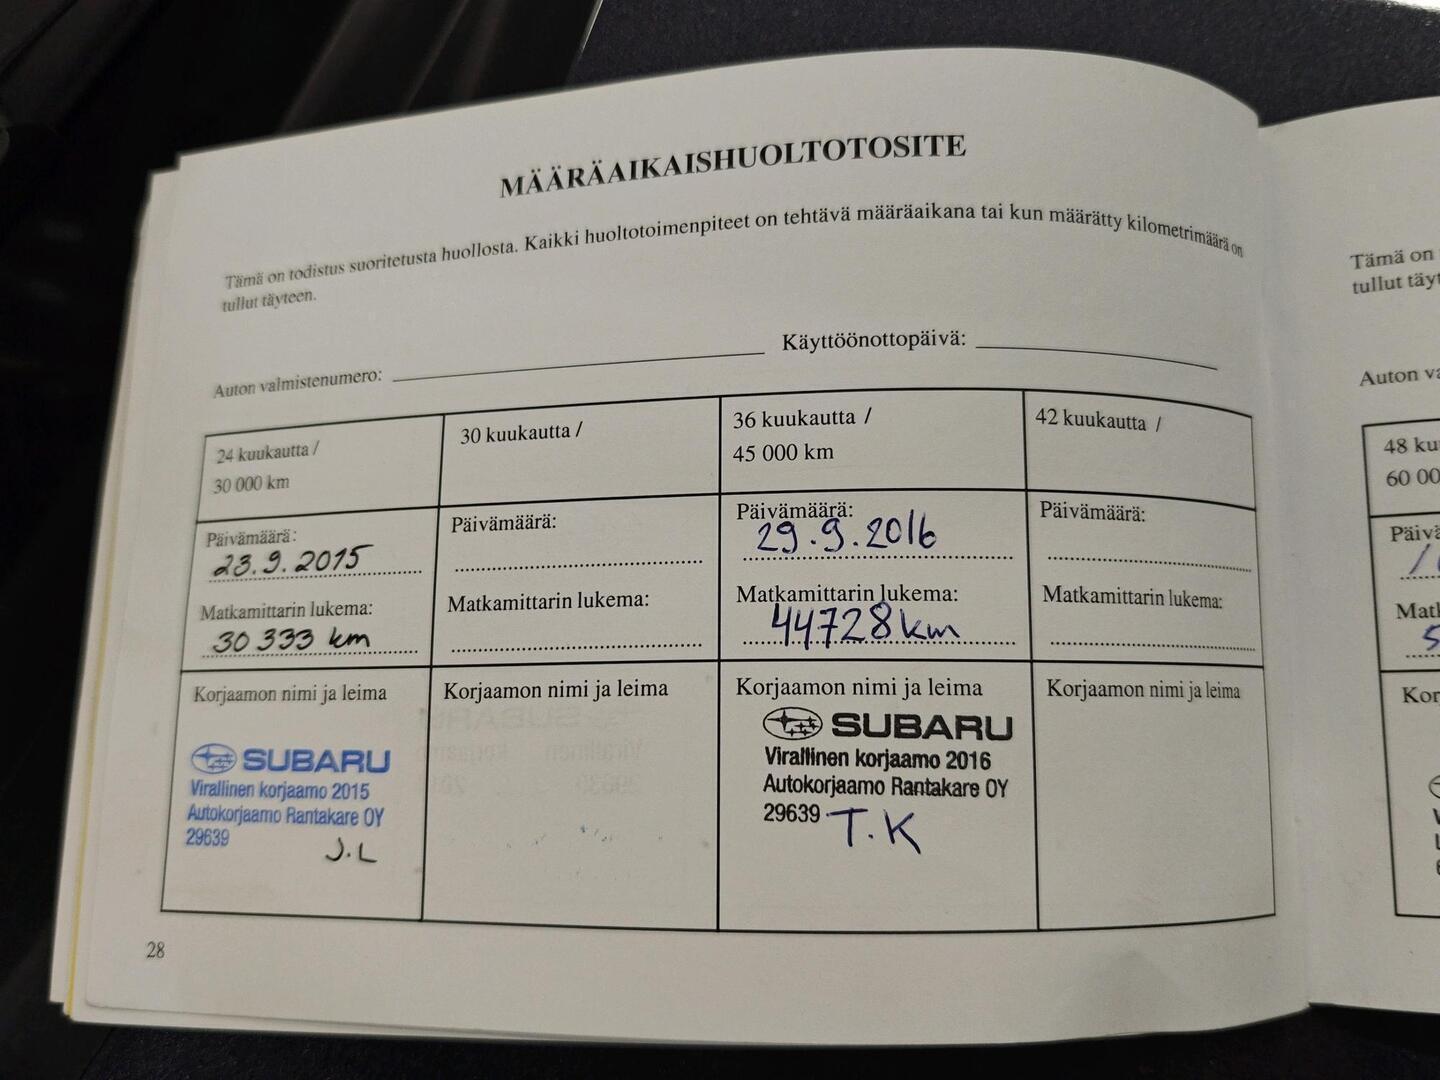 MÄÄRÄAIKAISHUOLTOTOSITE
Tämä on todistus suoritetusta huollosta. Kaikki huoltotoimenpiteet on tehtävä määräaikana tai kun määrätty kilometrimäärä on
tullut täyteen.
Auton valmistenumero: Käyttöönottopäivä:
24 kuukautta /
30 000 km
Päivämäärä:
23.9.2015
Matkamittarin lukema:
30 333 km
Korjaamon nimi ja leima
SUBARU
Virallinen korjaamo 2015
Autokorjaamo Rantakare OY
29639
J.L
30 kuukautta /
Päivämäärä:
Matkamittarin lukema:
Korjaamon nimi ja leima
36 kuukautta /
45 000 km
Päivämäärä:
29.9.2016
Matkamittarin lukema:
44728 km
Korjaamon nimi ja leima
SUBARU
Virallinen korjaamo 2016
Autokorjaamo Rantakare OY
29639
T.K
42 kuukautta /
Päivämäärä:
Matkamittarin lukema:
Korjaamon nimi ja leima
28
Tämä on
tullut täyt
Auton va
48 ku
60 00
Päivä
Matk
5
Kor